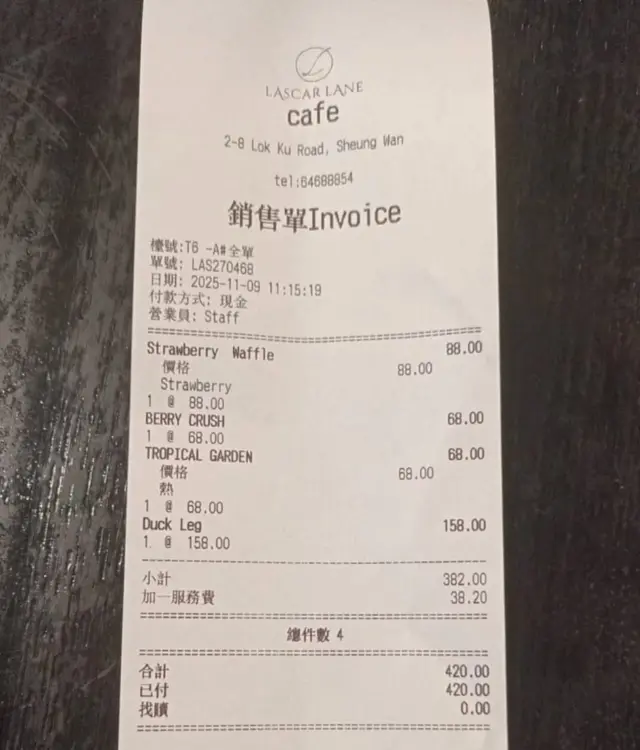 LASCAR LANE
cafe
2-8 Lok Ku Road, Sheung Wan
tel:64688854
銷售單Invoice
檯號:T6 -A#全單
單號: LAS270468
日期: 2025-11-09 11:15:19
付款方式: 現金
營業員: Staff
Strawberry Waffle 88.00
價格 88.00
Strawberry
1 @ 88.00
BERRY CRUSH 68.00
1 @ 68.00
TROPICAL GARDEN 68.00
價格 68.00
熱
1 @ 68.00
Duck Leg 158.00
1 @ 158.00
小計 382.00
加一服務費 38.20
總件數 4
合計 420.00
已付 420.00
找贖 0.00